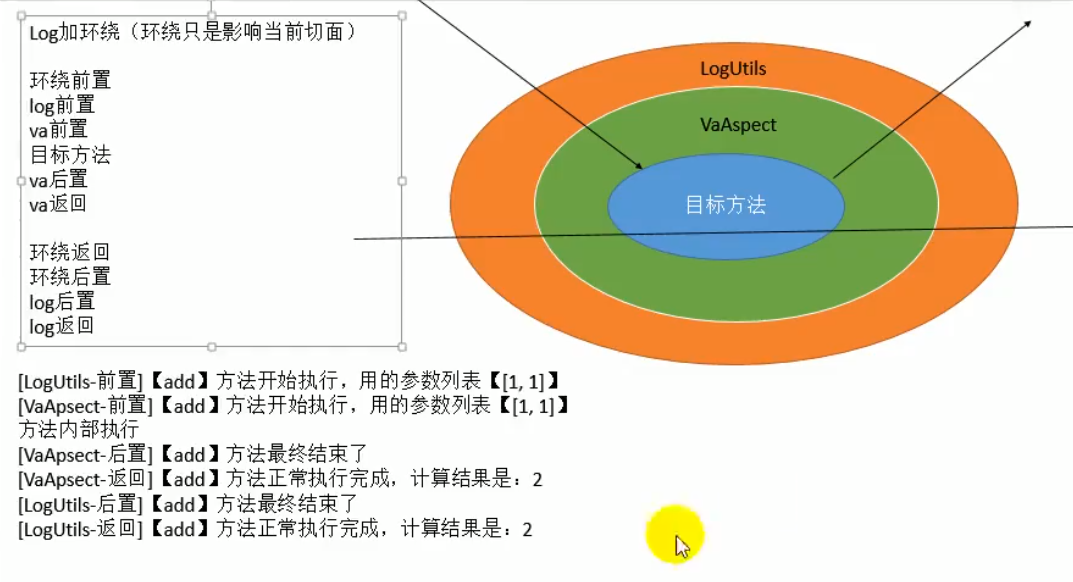 Log加环绕（环绕只是影响当前切面）
环绕前置
log前置
va前置
目标方法
va后置
va返回
环绕返回
环绕后置
log后置
log返回
LogUtils
VaAspect
目标方法
[LogUtils-前置]【add】方法开始执行，用的参数列表【[1, 1]】
[VaApsect-前置]【add】方法开始执行，用的参数列表【[1, 1]】
方法内部执行
[VaApsect-后置]【add】方法最终结束了
[VaApsect-返回]【add】方法正常执行完成，计算结果是：2
[LogUtils-后置]【add】方法最终结束了
[LogUtils-返回]【add】方法正常执行完成，计算结果是：2